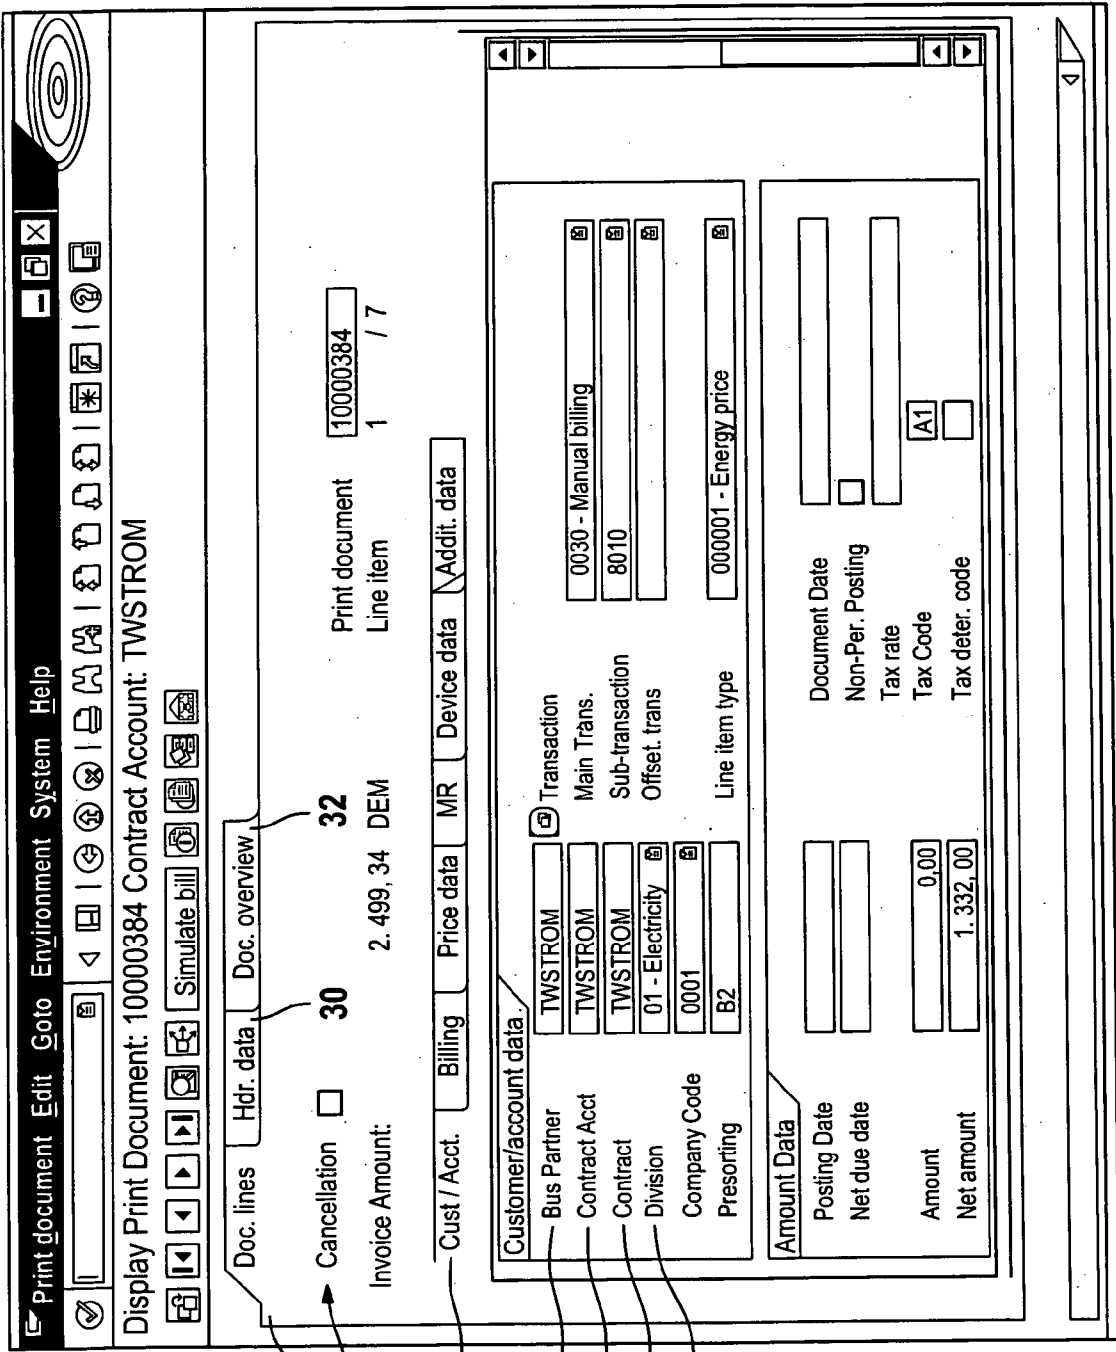 Print document Edit Goto Environment System Help
Display Print Document: 10000384 Contract Account: TWSTROM
Simulate bill
Doc. lines Hdr. data Doc. overview
30 32
Cancellation Print document 10000384
Invoice Amount: 2. 499, 34 DEM Line item 1 / 7
Cust / Acct. Billing Price data MR Device data Addit. data
Customer/account data
Bus Partner TWSTROM Transaction
Contract Acct TWSTROM Main Trans. 0030 - Manual billing
Contract TWSTROM Sub-transaction 8010
Division 01 - Electricity Offset. trans
Company Code 0001
Presorting B2 Line item type 000001 - Energy price
Amount Data
Posting Date Document Date
Net due date Non-Per. Posting
Tax rate
Amount 0,00 Tax Code A1
Net amount 1. 332, 00 Tax deter. code